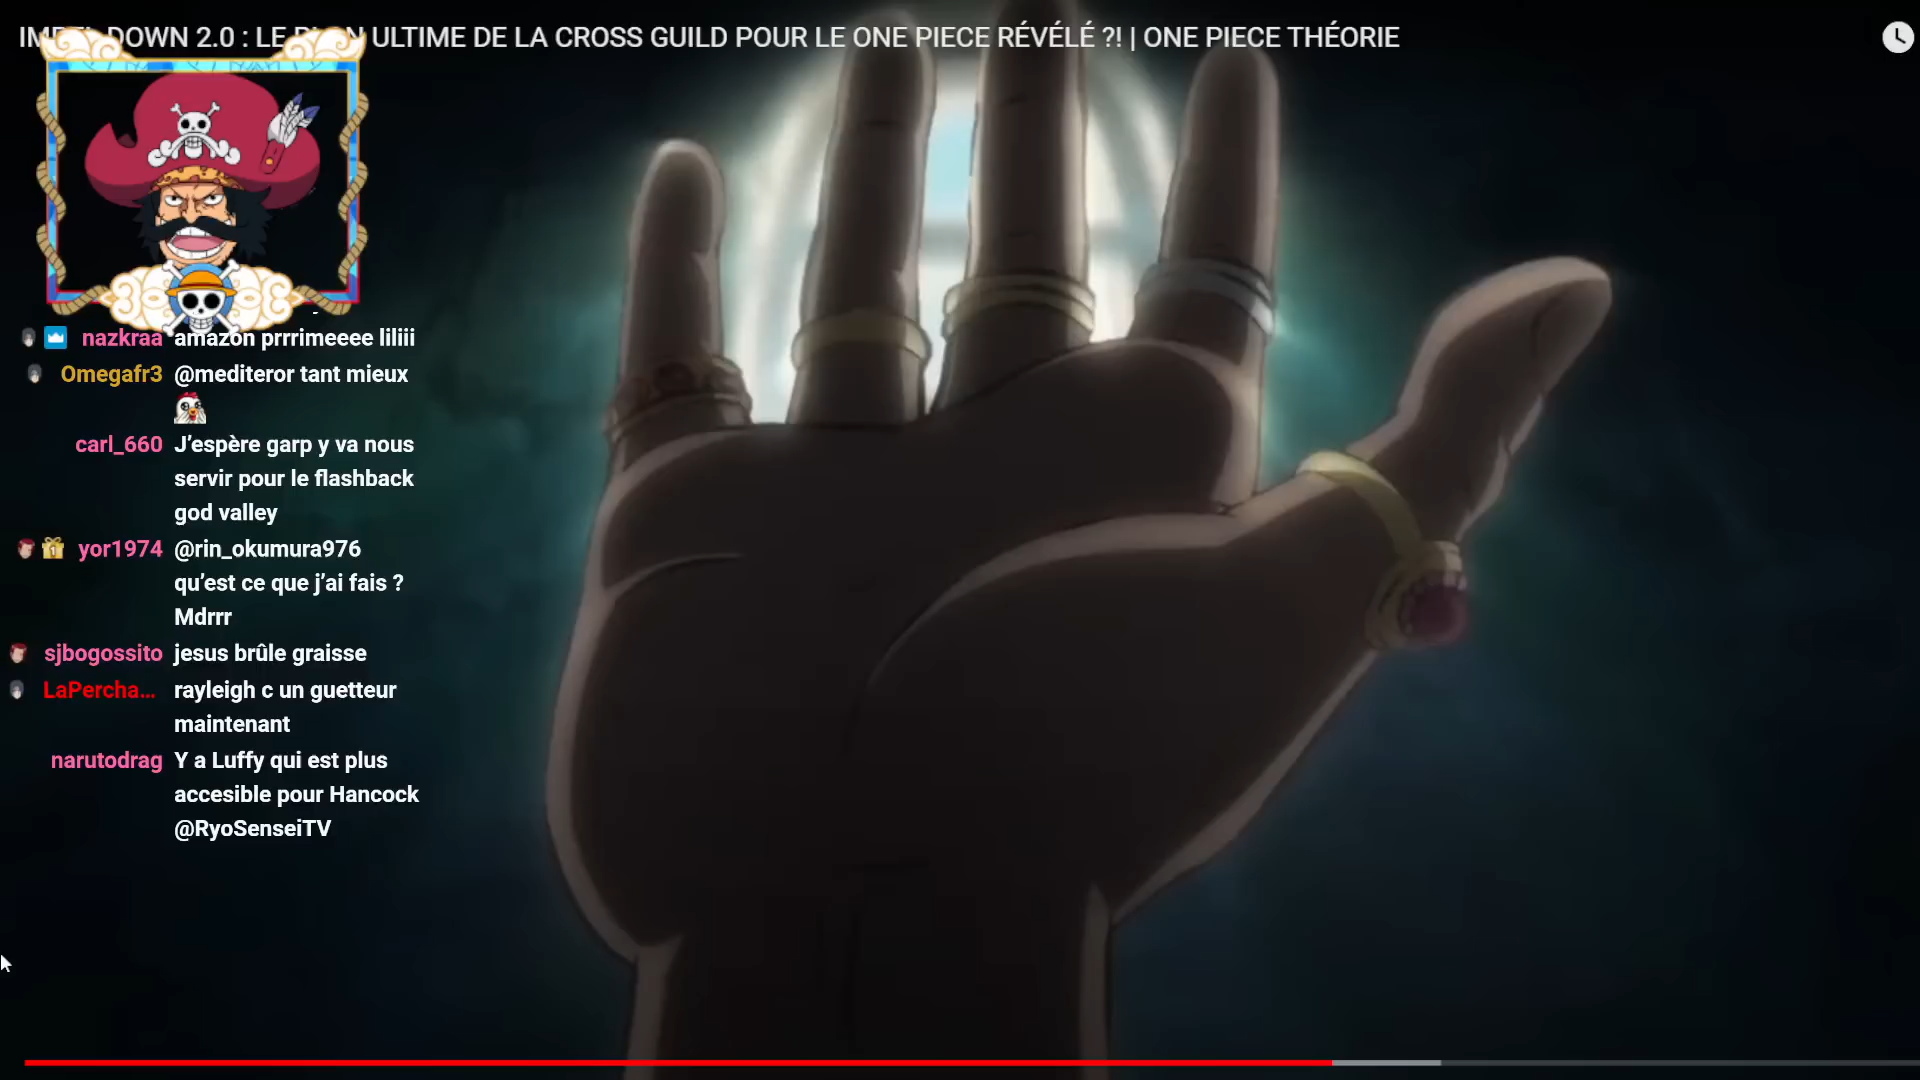 DOWN 2.0 : LE
ULTIME DE LA CROSS GUILD POUR LE ONE PIECE RÉVÉLÉ ?! | ONE PIECE THÉORIE
nazkraa amazon prrrimeeee liliii
Omegafr3 @mediteror tant mieux
carl_660 J’espère garp y va nous
servir pour le flashback
god valley
yor1974 @rin_okumura976
qu’est ce que j’ai fais ?
Mdrrr
sjbogossito jesus brûle graisse
LaPercha… rayleigh c un guetteur
maintenant
narutodrag Y a Luffy qui est plus
accesible pour Hancock
@RyoSenseiTV